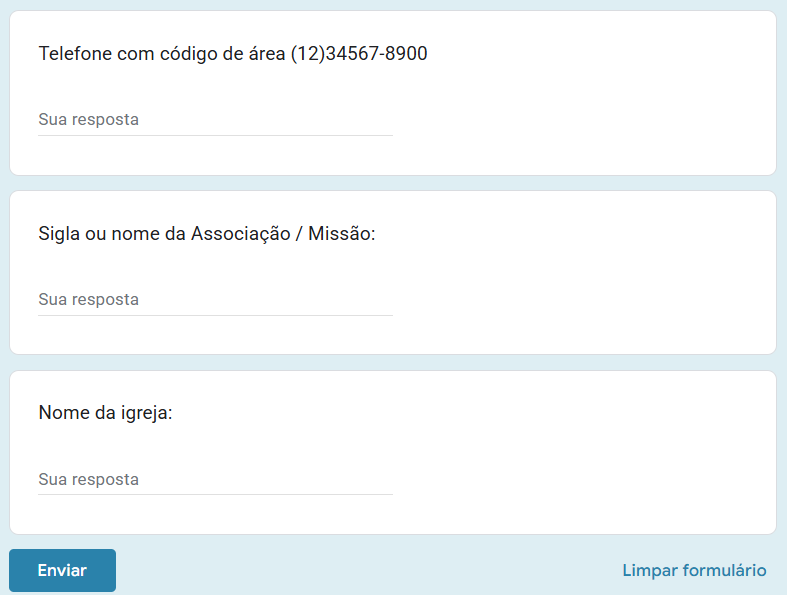 Telefone com código de área (12)34567-8900
Sua resposta
Sigla ou nome da Associação / Missão:
Sua resposta
Nome da igreja:
Sua resposta
Enviar
Limpar formulário